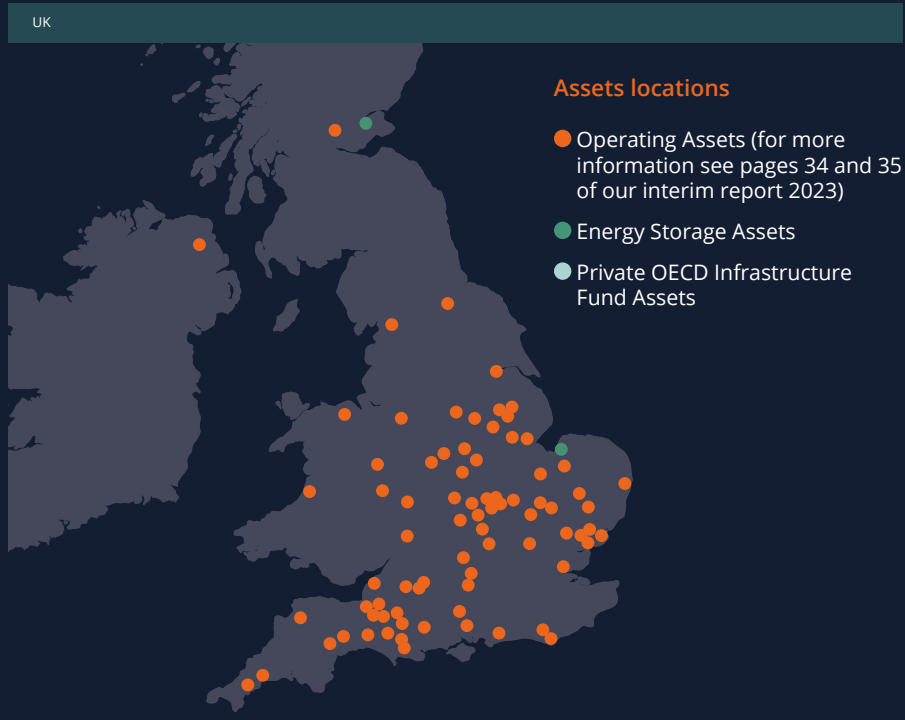 UK
Assets locations
Operating Assets (for more
information see pages 34 and 35
of our interim report 2023)
Energy Storage Assets
Private OECD Infrastructure
Fund Assets